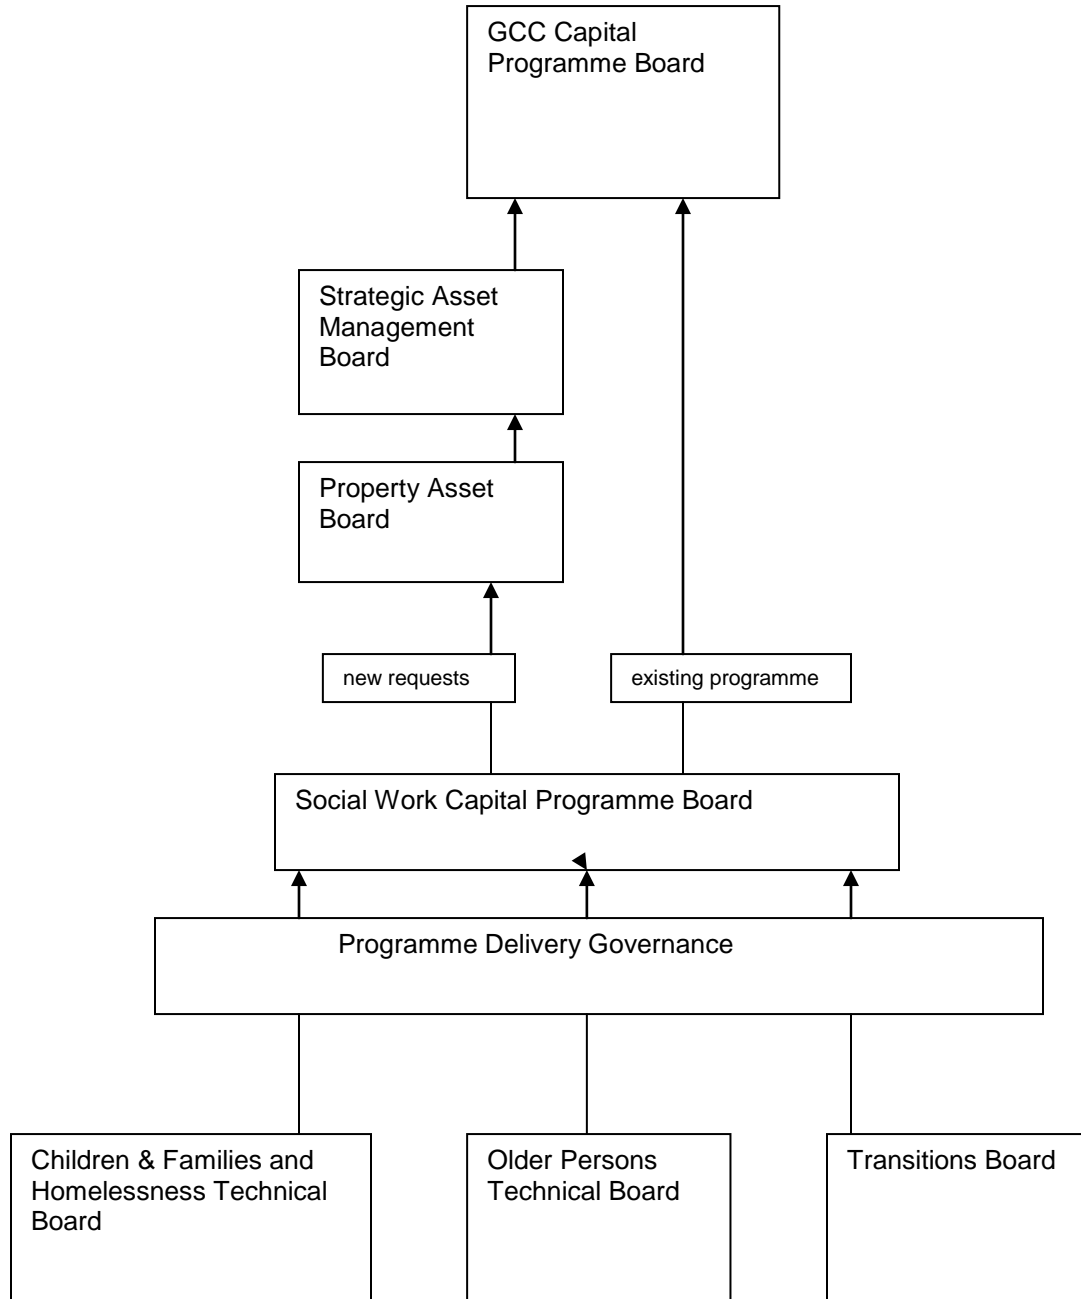 GCC Capital
Programme Board
Strategic Asset
Management
Board
Property Asset
Board
new requests
existing programme
Social Work Capital Programme Board
Programme Delivery Governance
Children & Families and
Homelessness Technical
Board
Older Persons
Technical Board
Transitions Board